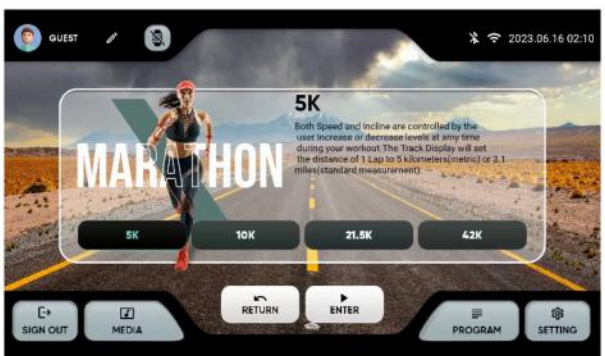 GUEST
2023.06.16 02:10
MARATHON
5K
Both Speed and Incline are controlled by the
user.Increase or decrease levels at amy time
during your workout.The Track Display will set
the distance of 1 Lap to 5 kilometers(metric) or 3.1
miles(standard measurement).
5K
10K
21.5K
42K
RETURN
ENTER
SIGN OUT
MEDIA
PROGRAM
SETTING